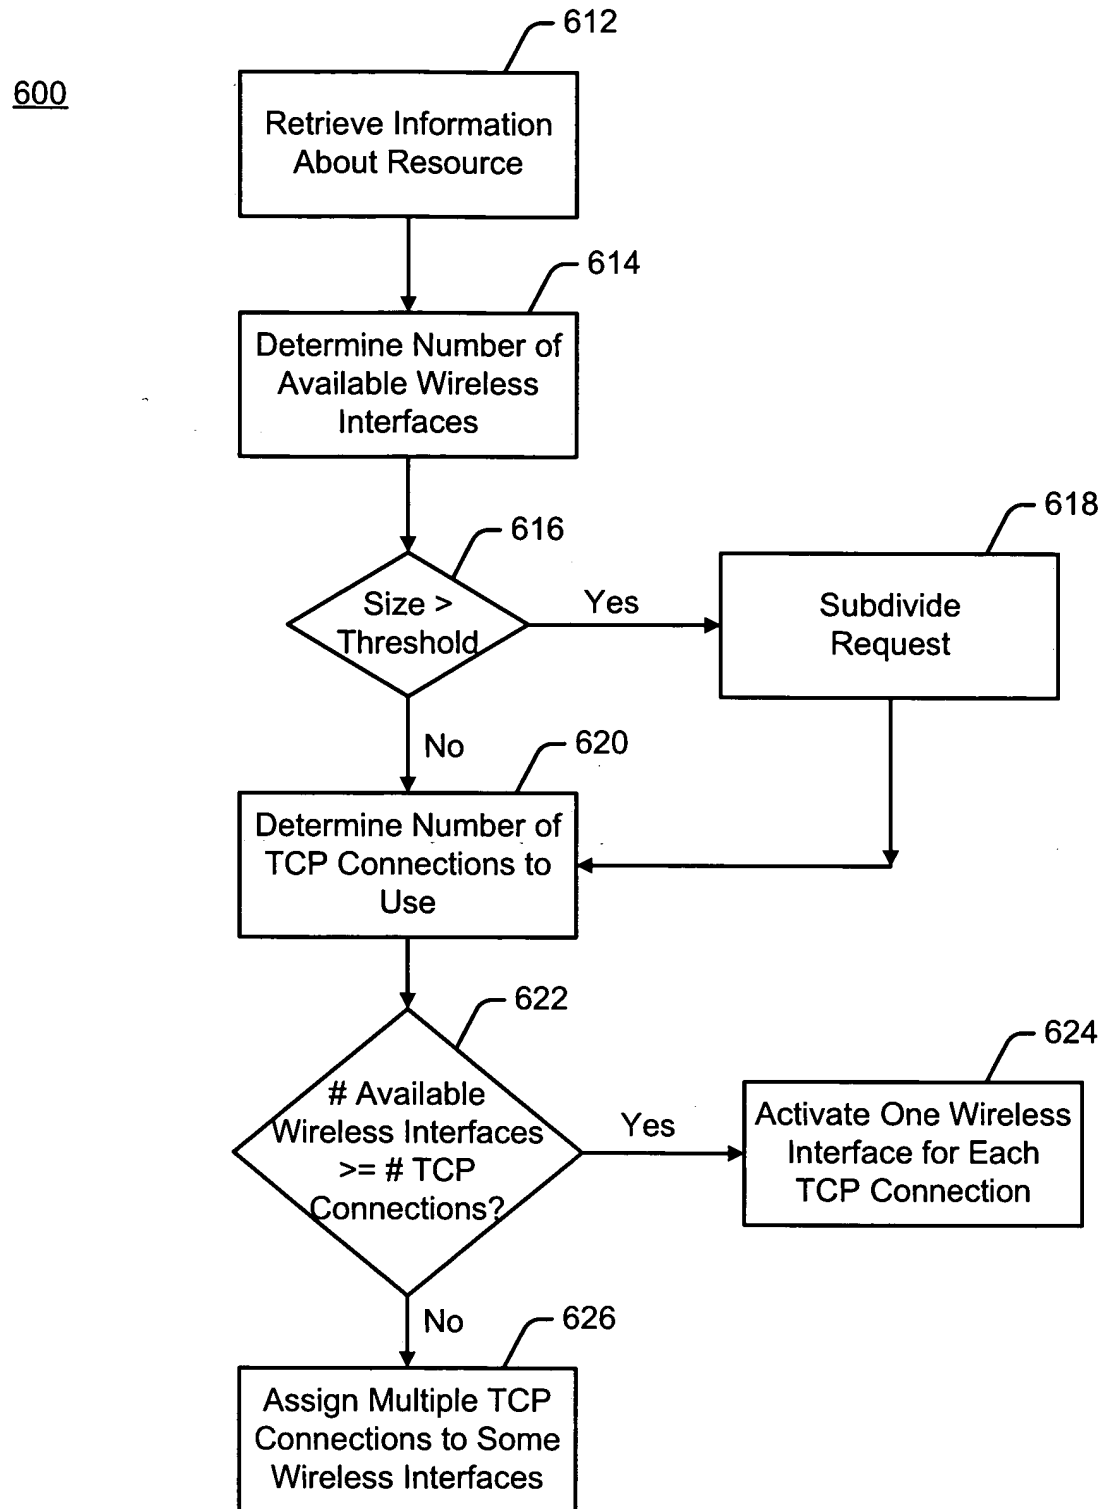 612
600
Retrieve Information
About Resource
614
Determine Number of
Available Wireless
Interfaces
616
618
Size >
Threshold
Yes
Subdivide
Request
No
620
Determine Number of
TCP Connections to
Use
622
624
# Available
Wireless Interfaces
>= # TCP
Connections?
Yes
Activate One Wireless
Interface for Each
TCP Connection
No
626
Assign Multiple TCP
Connections to Some
Wireless Interfaces